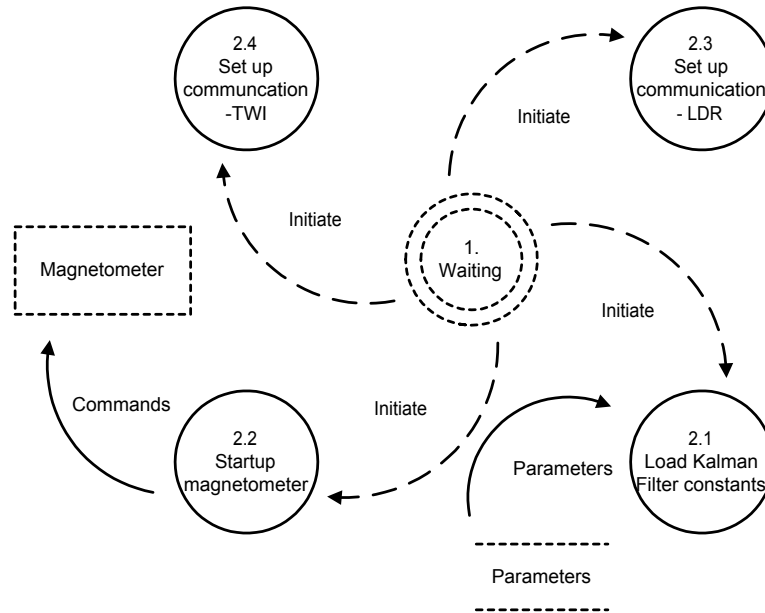 2.4
Set up
communcation
-TWI
2.3
Set up
communication
- LDR
Initiate
Initiate
1.
Waiting
Magnetometer
Initiate
Commands
Initiate
2.2
Startup
magnetometer
Parameters
2.1
Load Kalman
Filter constants
Parameters